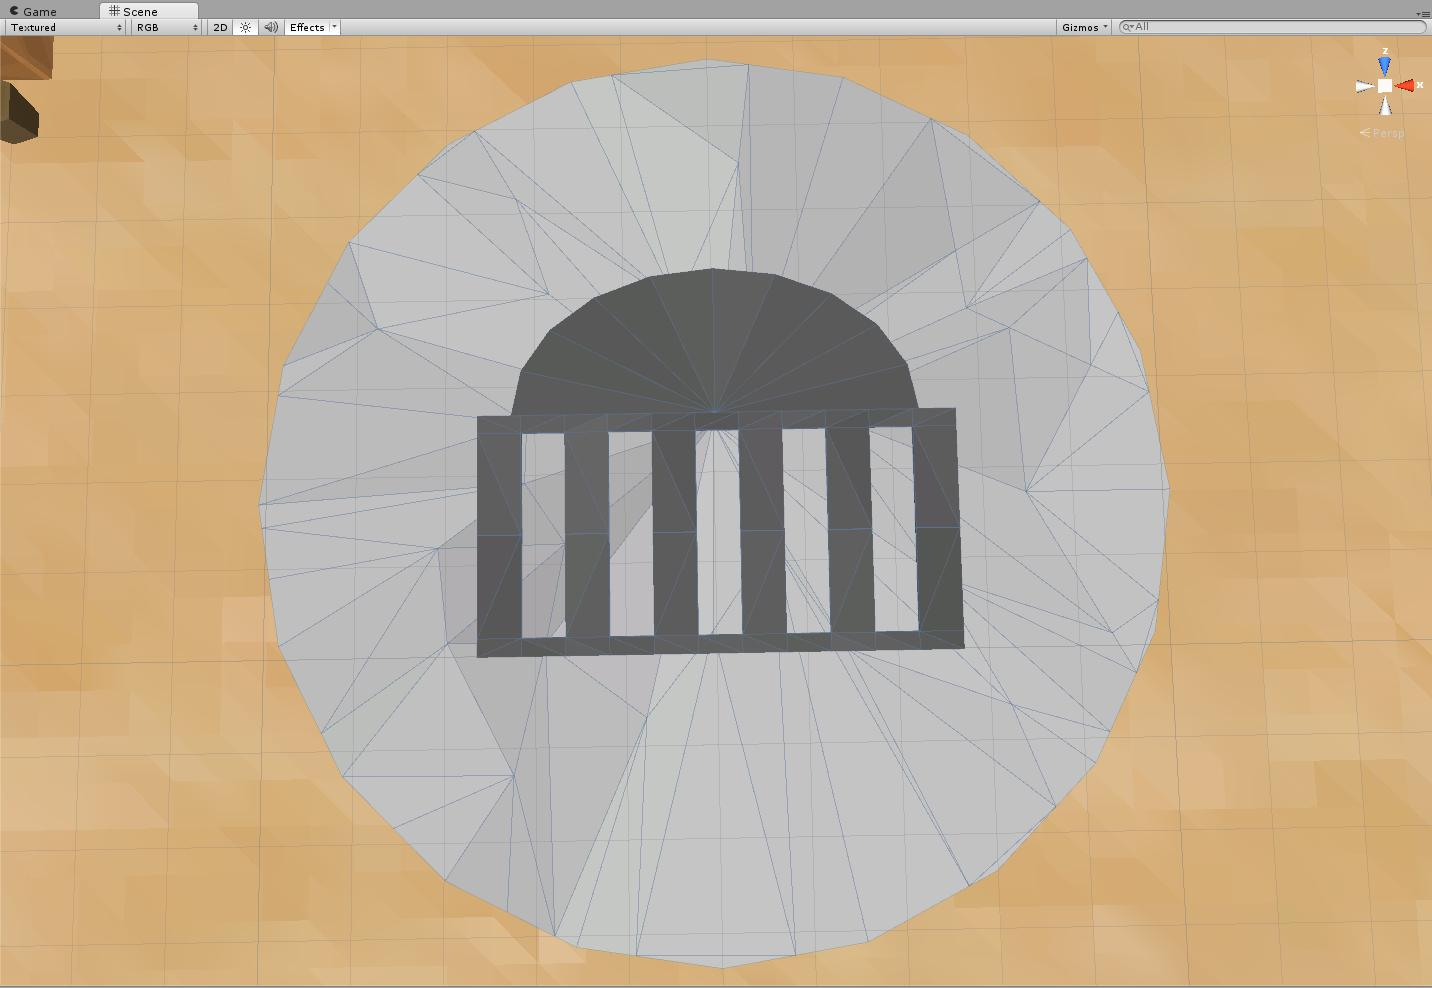 Game Scene
Textured RGB 2D Effects Gizmos All
z
x
Persp